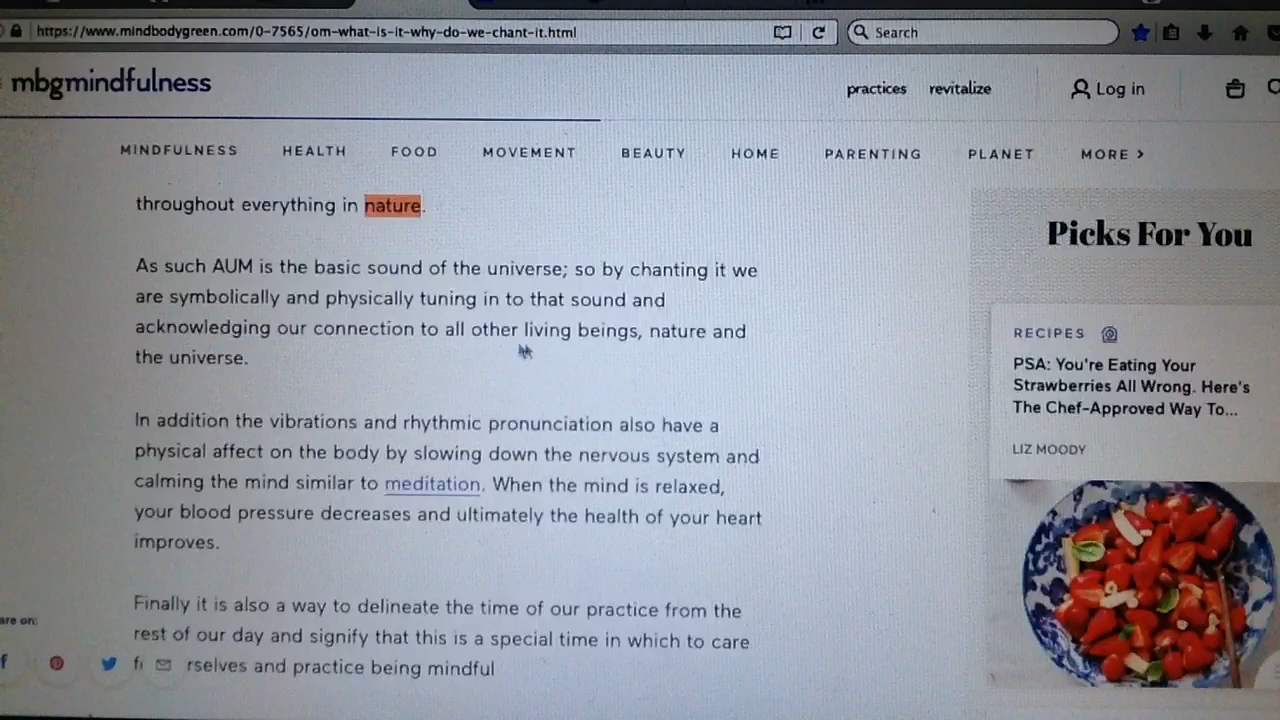 https://www.mindbodygreen.com/0-7565/om-what-is-it-why-do-we-chant-it.html
Search
mbgmindfulness
practices revitalize Log in
MINDFULNESS HEALTH FOOD MOVEMENT BEAUTY HOME PARENTING PLANET MORE >
throughout everything in nature.
As such AUM is the basic sound of the universe; so by chanting it we
are symbolically and physically tuning in to that sound and
acknowledging our connection to all other living beings, nature and
the universe.
In addition the vibrations and rhythmic pronunciation also have a
physical affect on the body by slowing down the nervous system and
calming the mind similar to meditation. When the mind is relaxed,
your blood pressure decreases and ultimately the health of your heart
improves.
Finally it is also a way to delineate the time of our practice from the
rest of our day and signify that this is a special time in which to care
rselves and practice being mindful
are on:
Picks For You
RECIPES
PSA: You're Eating Your
Strawberries All Wrong. Here's
The Chef-Approved Way To...
LIZ MOODY